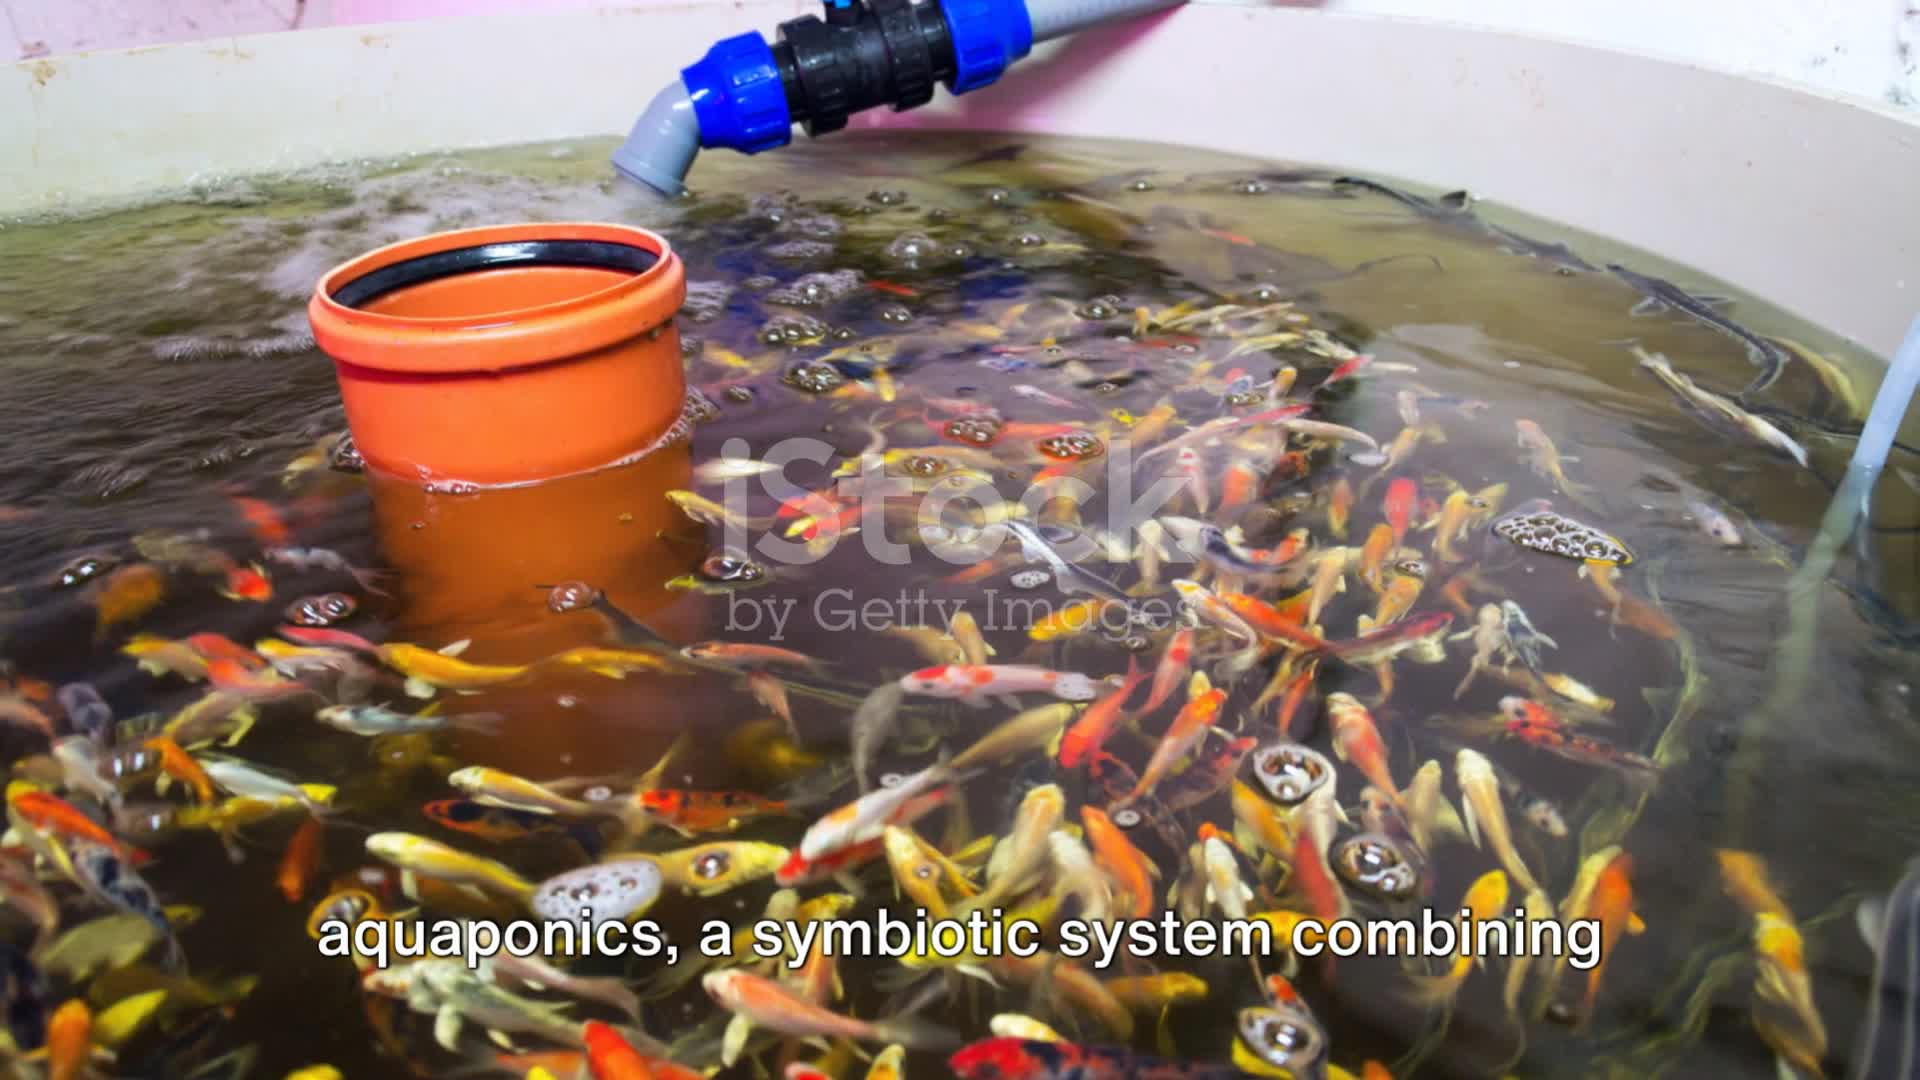 iStock
by Getty Images
aquaponics, a symbiotic system combining